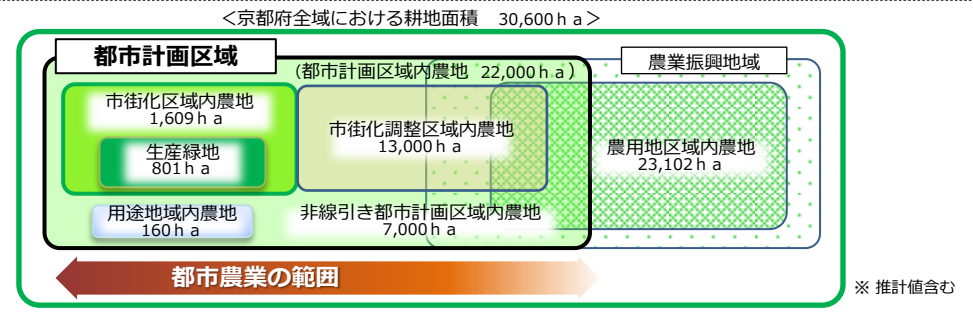 ＜京都府全域における耕地面積　30,600ｈａ＞
都市計画区域
(都市計画区域内農地　22,000ｈａ)
農業振興地域
市街化区域内農地
1,609ｈａ
市街化調整区域内農地
13,000ｈａ
生産緑地
801ｈａ
農用地区域内農地
23,102ｈａ
用途地域内農地
160ｈａ
非線引き都市計画区域内農地
7,000ｈａ
都市農業の範囲
※ 推計値含む